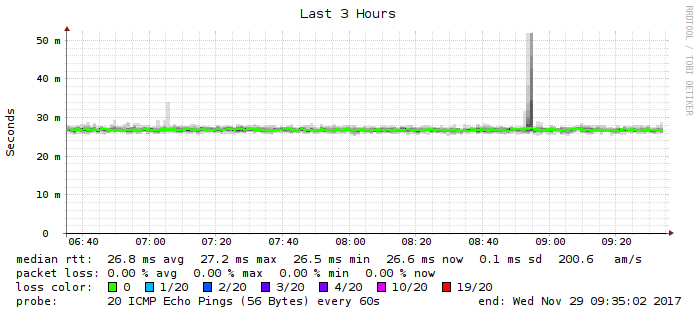 Last 3 Hours
RRDTOOL / TOBI OETIKER
Seconds
50 m
40 m
30 m
20 m
10 m
0
06:40 07:00 07:20 07:40 08:00 08:20 08:40 09:00 09:20
median rtt: 26.8 ms avg 27.2 ms max 26.5 ms min 26.6 ms now 0.1 ms sd 200.6 am/s
packet loss: 0.00 % avg 0.00 % max 0.00 % min 0.00 % now
loss color: 0 1/20 2/20 3/20 4/20 10/20 19/20
probe: 20 ICMP Echo Pings (56 Bytes) every 60s end: Wed Nov 29 09:35:02 2017